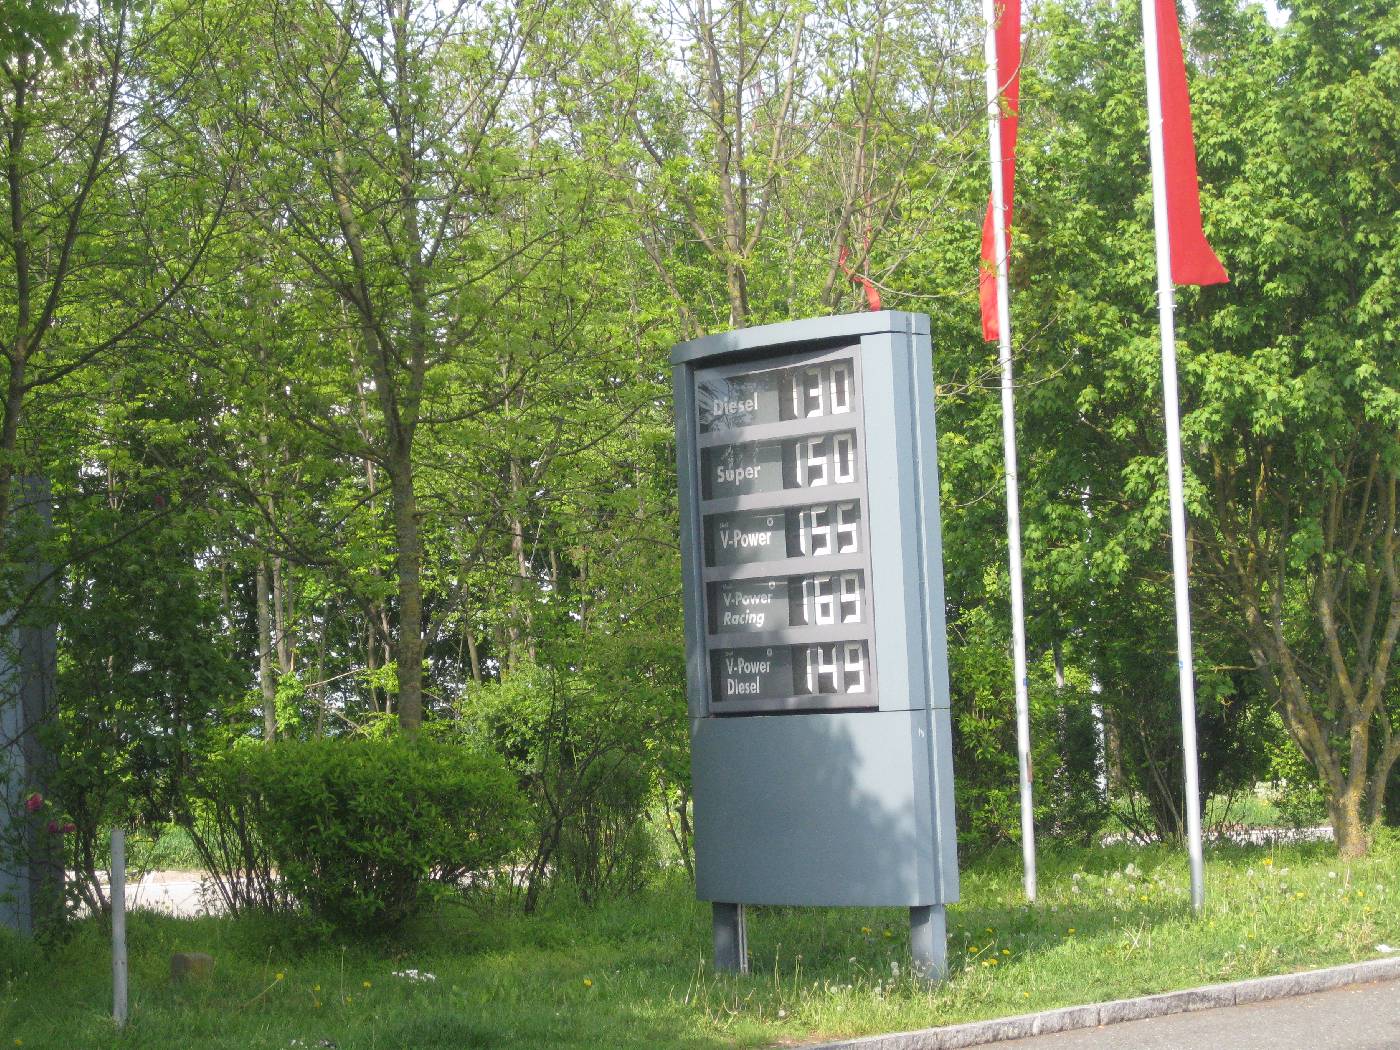 Diesel 130
Super 150
V-Power 155
V-Power
Racing 169
V-Power
Diesel 149